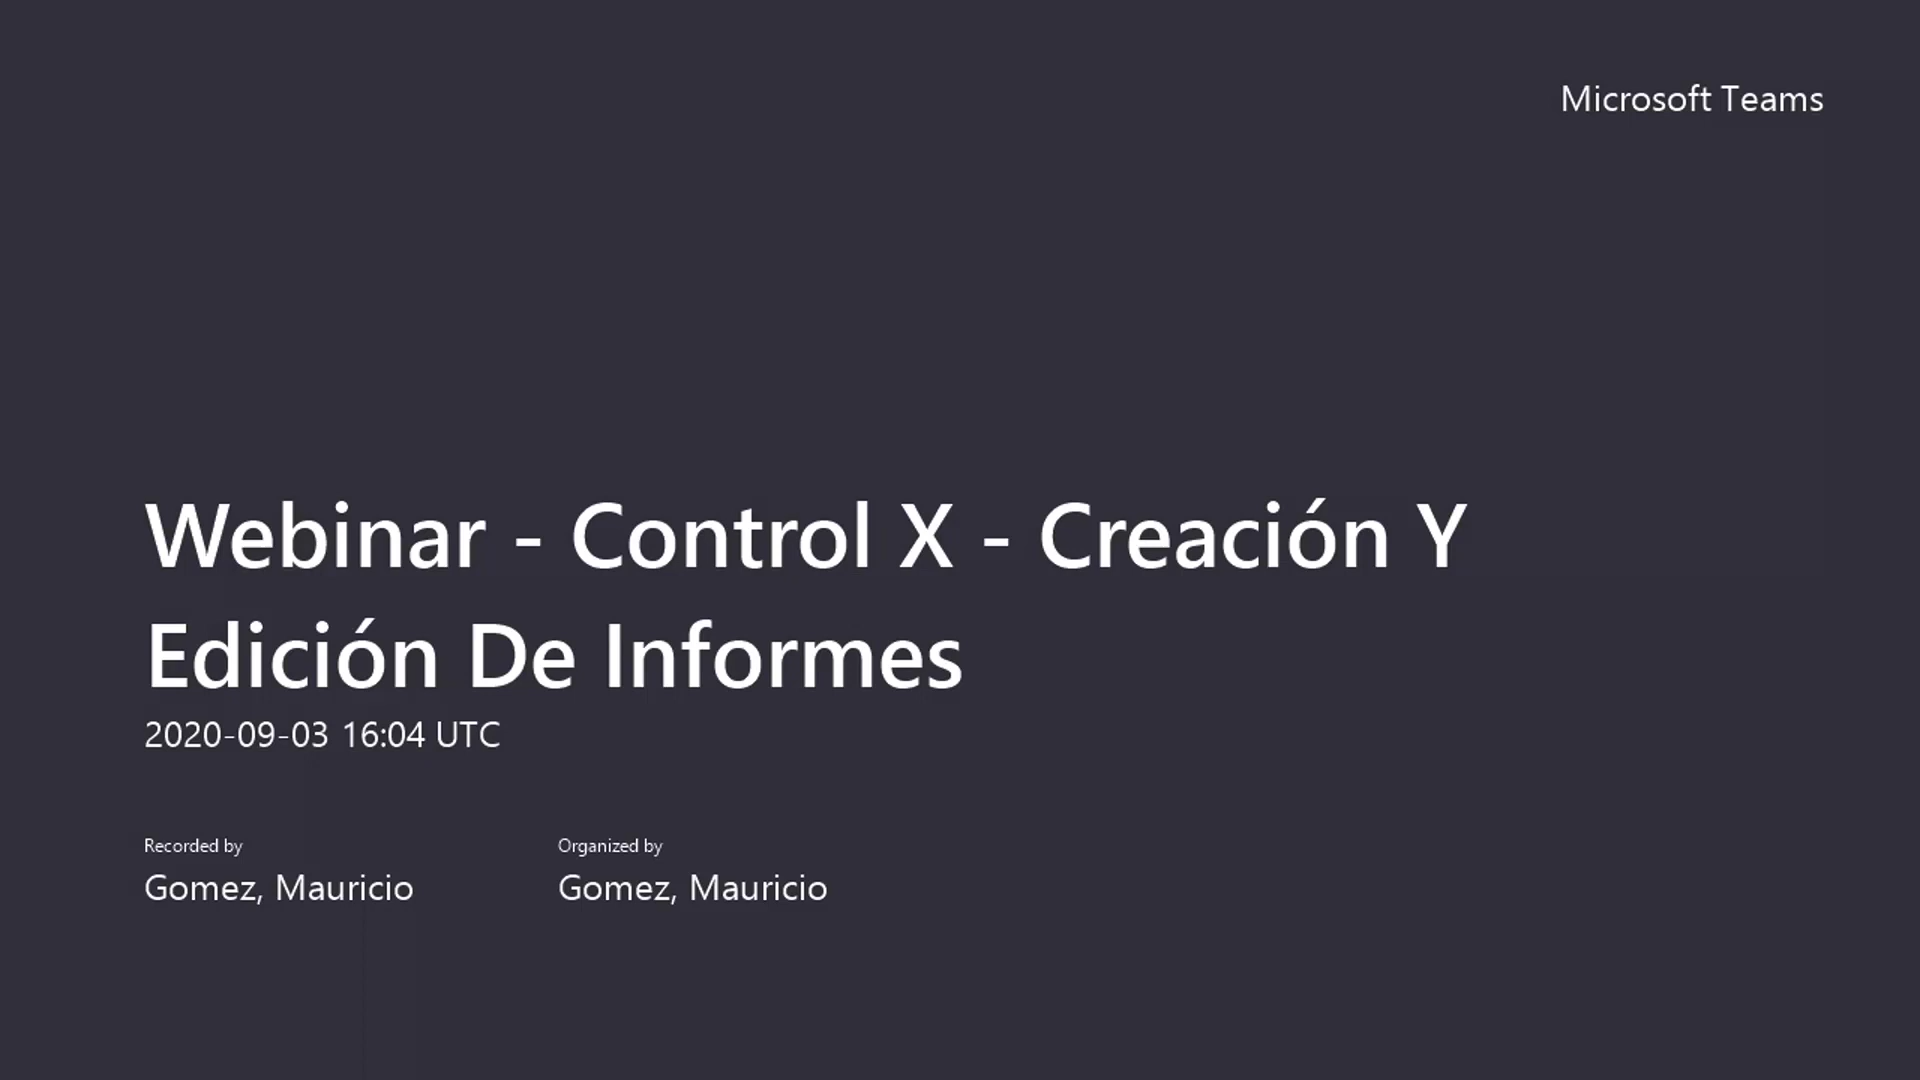 Microsoft Teams
Webinar - Control X - Creación Y
Edición De Informes
2020-09-03 16:04 UTC
Recorded by
Gomez, Mauricio
Organized by
Gomez, Mauricio